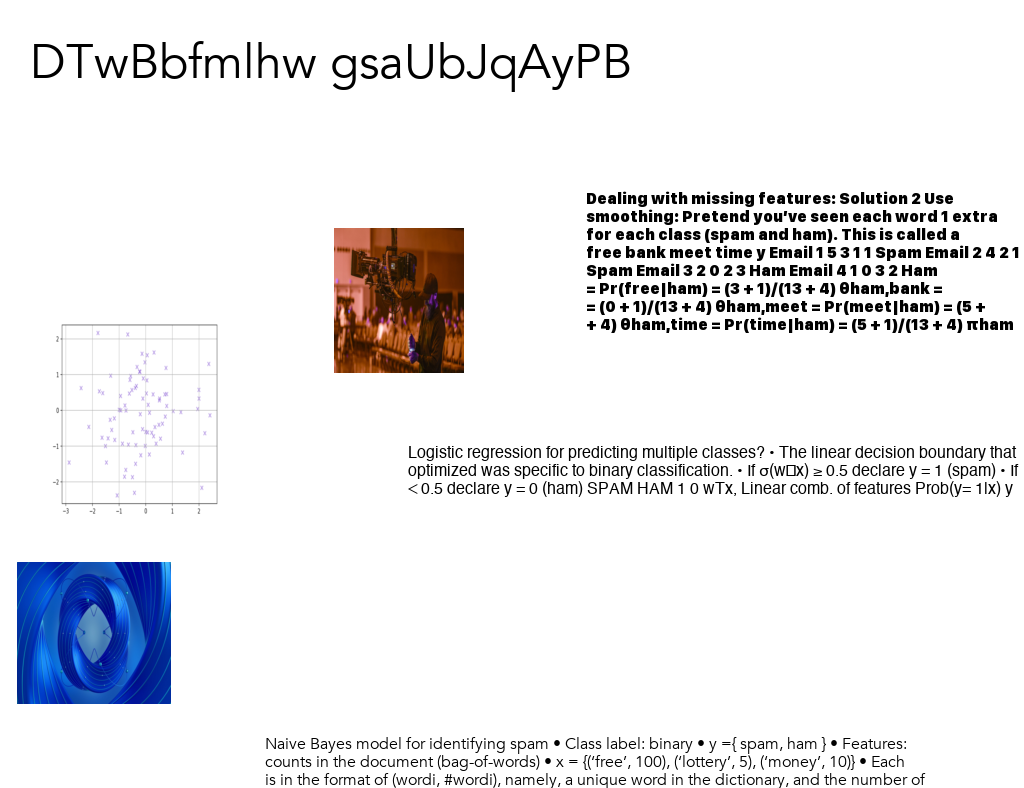 DTwBbfmlhw gsaUbJqAyPB
Dealing with missing features: Solution 2 Use
smoothing: Pretend you've seen each word 1 extra
for each class (spam and ham). This is called a
free bank meet time y Email 1 5 3 1 1 Spam Email 2 4 2 1
Spam Email 3 2 0 2 3 Ham Email 4 1 0 3 2 Ham
= Pr(free|ham) = (3 + 1)/(13 + 4) θham,bank =
= (0 + 1)/(13 + 4) θham,meet = Pr(meet|ham) = (5 +
+ 4) θham,time = Pr(time|ham) = (5 + 1)/(13 + 4) πham
2
1
0
−1
−2
−3 −2 −1 0 1 2
Logistic regression for predicting multiple classes? • The linear decision boundary that
optimized was specific to binary classification. • If σ(w□x) ≥ 0.5 declare y = 1 (spam) • If
< 0.5 declare y = 0 (ham) SPAM HAM 1 0 wTx, Linear comb. of features Prob(y= 1|x) y
Naive Bayes model for identifying spam • Class label: binary • y ={ spam, ham } • Features:
counts in the document (bag-of-words) • x = {('free', 100), ('lottery', 5), ('money', 10)} • Each
is in the format of (wordi, #wordi), namely, a unique word in the dictionary, and the number of